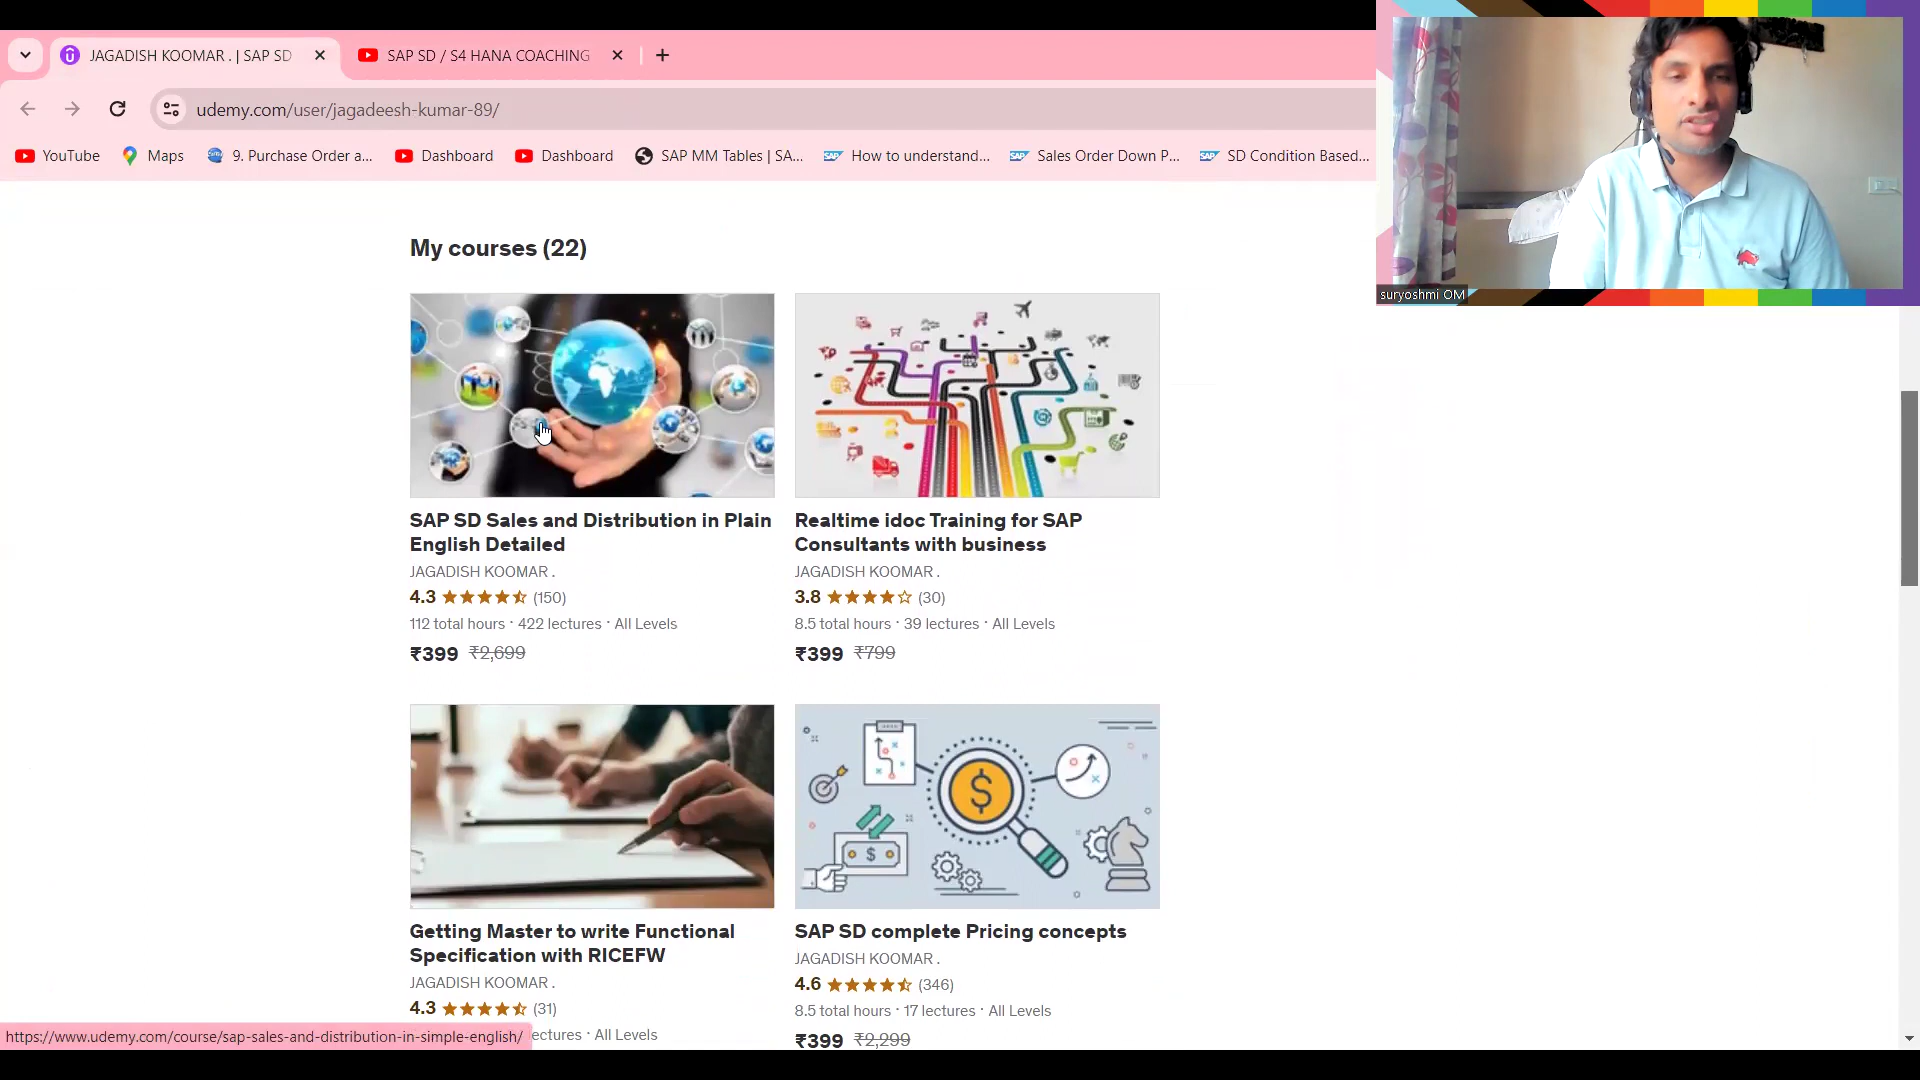 JAGADISH KOOMAR . | SAP SD
SAP SD / S4 HANA COACHING
udemy.com/user/jagadeesh-kumar-89/
YouTube
Maps
9. Purchase Order a...
Dashboard
Dashboard
SAP MM Tables | SA...
How to understand...
Sales Order Down P...
SD Condition Based...
suryoshmi OM
My courses (22)
SAP SD Sales and Distribution in Plain
English Detailed
JAGADISH KOOMAR .
4.3 (150)
112 total hours · 422 lectures · All Levels
₹399 ₹2,699
Realtime idoc Training for SAP
Consultants with business
JAGADISH KOOMAR .
3.8 (30)
8.5 total hours · 39 lectures · All Levels
₹399 ₹799
Getting Master to write Functional
Specification with RICEFW
JAGADISH KOOMAR .
4.3 (31)
ectures · All Levels
SAP SD complete Pricing concepts
JAGADISH KOOMAR .
4.6 (346)
8.5 total hours · 17 lectures · All Levels
₹399 ₹2,299
https://www.udemy.com/course/sap-sales-and-distribution-in-simple-english/